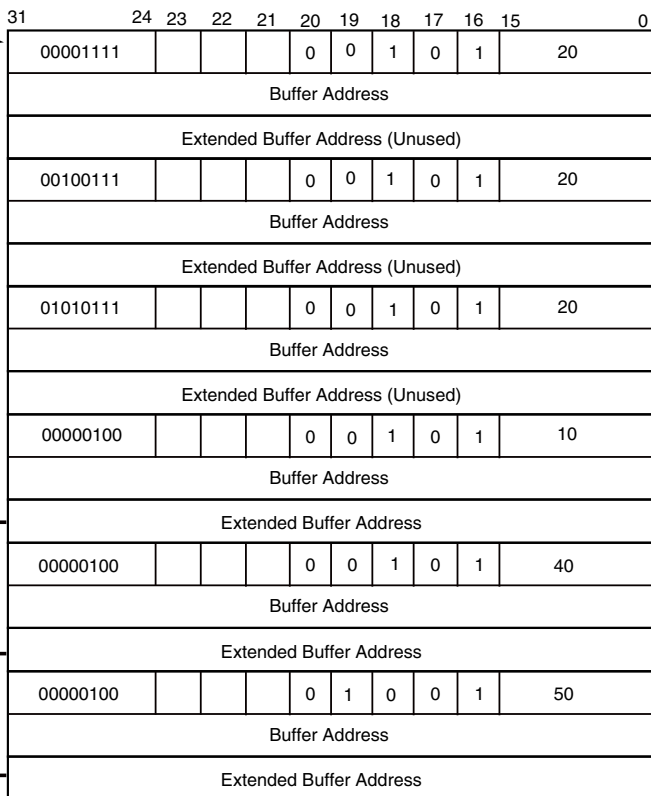 31 24 23 22 21 20 19 18 17 16 15 0
00001111 0 0 1 0 1 20
Buffer Address
Extended Buffer Address (Unused)
00100111 0 0 1 0 1 20
Buffer Address
Extended Buffer Address (Unused)
01010111 0 0 1 0 1 20
Buffer Address
Extended Buffer Address (Unused)
00000100 0 0 1 0 1 10
Buffer Address
Extended Buffer Address
00000100 0 0 1 0 1 40
Buffer Address
Extended Buffer Address
00000100 0 1 0 0 1 50
Buffer Address
Extended Buffer Address